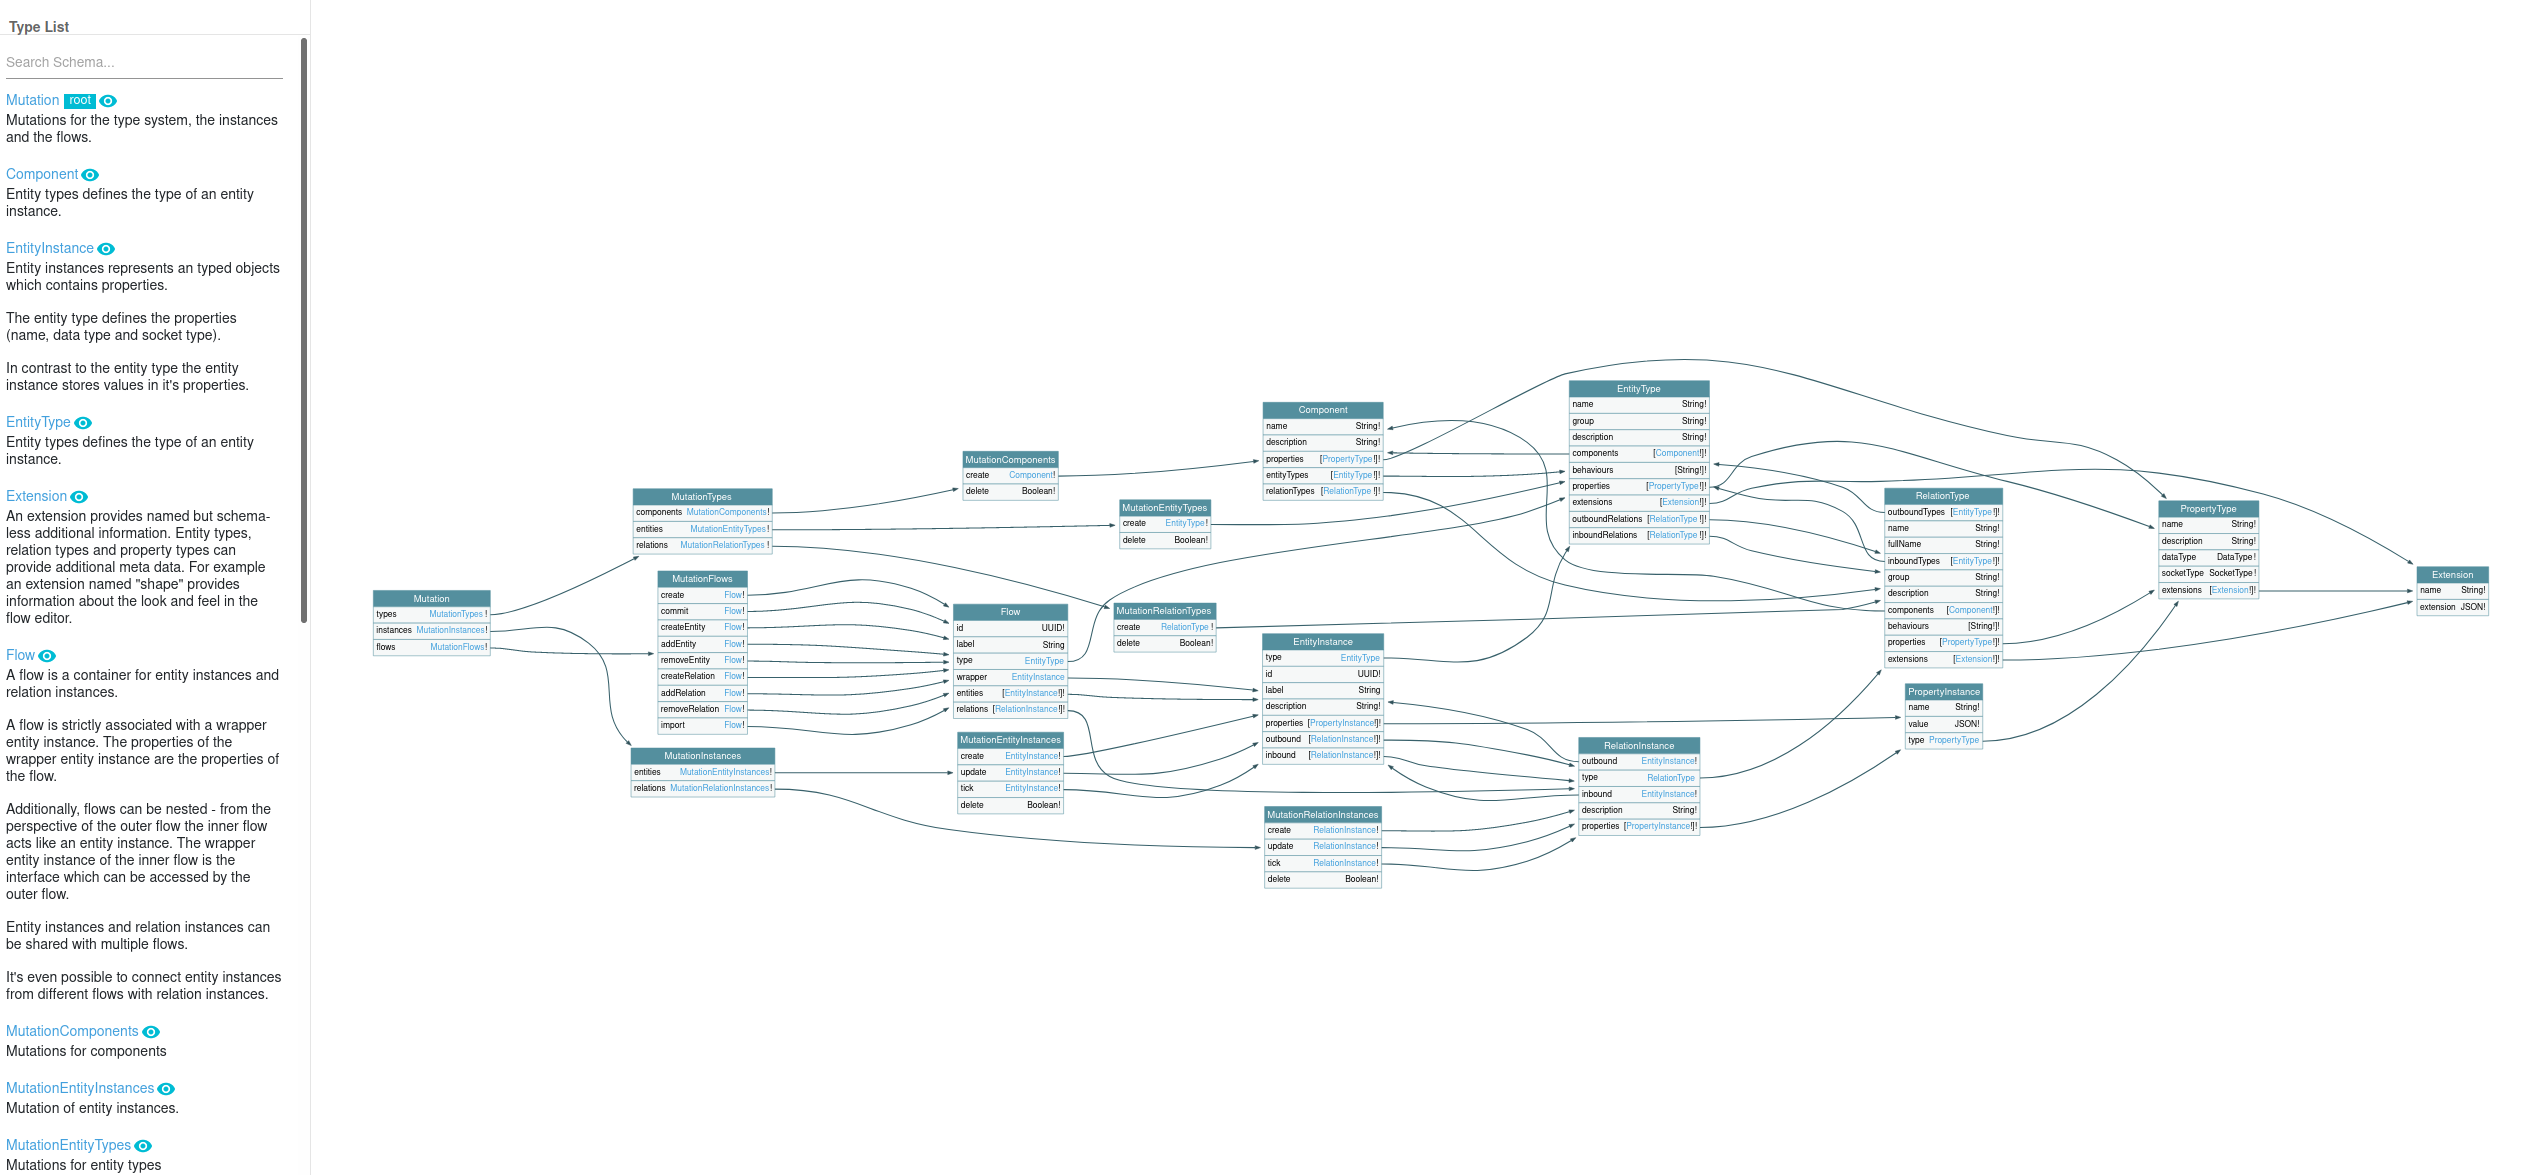 Type List
Search Schema...
Mutation root
Mutations for the type system, the instances
and the flows.
Component
Entity types defines the type of an entity
instance.
EntityInstance
Entity instances represents an typed objects
which contains properties.
The entity type defines the properties
(name, data type and socket type).
In contrast to the entity type the entity
instance stores values in it's properties.
EntityType
Entity types defines the type of an entity
instance.
Extension
An extension provides named but schema-
less additional information. Entity types,
relation types and property types can
provide additional meta data. For example
an extension named "shape" provides
information about the look and feel in the
flow editor.
Flow
A flow is a container for entity instances and
relation instances.
A flow is strictly associated with a wrapper
entity instance. The properties of the
wrapper entity instance are the properties of
the flow.
Additionally, flows can be nested - from the
perspective of the outer flow the inner flow
acts like an entity instance. The wrapper
entity instance of the inner flow is the
interface which can be accessed by the
outer flow.
Entity instances and relation instances can
be shared with multiple flows.
It's even possible to connect entity instances
from different flows with relation instances.
MutationComponents
Mutations for components
MutationEntityInstances
Mutation of entity instances.
MutationEntityTypes
Mutations for entity types
Mutation
types MutationTypes!
instances MutationInstances!
flows MutationFlows!
MutationTypes
components MutationComponents!
entities MutationEntityTypes!
relations MutationRelationTypes!
MutationFlows
create Flow!
commit Flow!
createEntity Flow!
addEntity Flow!
removeEntity Flow!
createRelation Flow!
addRelation Flow!
removeRelation Flow!
import Flow!
MutationInstances
entities MutationEntityInstances!
relations MutationRelationInstances!
MutationComponents
create Component!
delete Boolean!
Flow
id UUID!
label String
type EntityType
wrapper EntityInstance
entities [EntityInstance!]!
relations [RelationInstance!]!
MutationEntityInstances
create EntityInstance!
update EntityInstance!
tick EntityInstance!
delete Boolean!
MutationEntityTypes
create EntityType!
delete Boolean!
MutationRelationTypes
create RelationType!
delete Boolean!
Component
name String!
description String!
properties [PropertyType!]!
entityTypes [EntityType!]!
relationTypes [RelationType!]!
EntityInstance
type EntityType
id UUID!
label String
description String!
properties [PropertyInstance!]!
outbound [RelationInstance!]!
inbound [RelationInstance!]!
MutationRelationInstances
create RelationInstance!
update RelationInstance!
tick RelationInstance!
delete Boolean!
EntityType
name String!
group String!
description String!
components [Component!]!
behaviours [String!]!
properties [PropertyType!]!
extensions [Extension!]!
outboundRelations [RelationType!]!
inboundRelations [RelationType!]!
RelationInstance
outbound EntityInstance!
type RelationType
inbound EntityInstance!
description String!
properties [PropertyInstance!]!
RelationType
outboundTypes [EntityType!]!
name String!
fullName String!
inboundTypes [EntityType!]!
group String!
description String!
components [Component!]!
behaviours [String!]!
properties [PropertyType!]!
extensions [Extension!]!
PropertyInstance
name String!
value JSON!
type PropertyType
PropertyType
name String!
description String!
dataType DataType!
socketType SocketType!
extensions [Extension!]!
Extension
name String!
extension JSON!